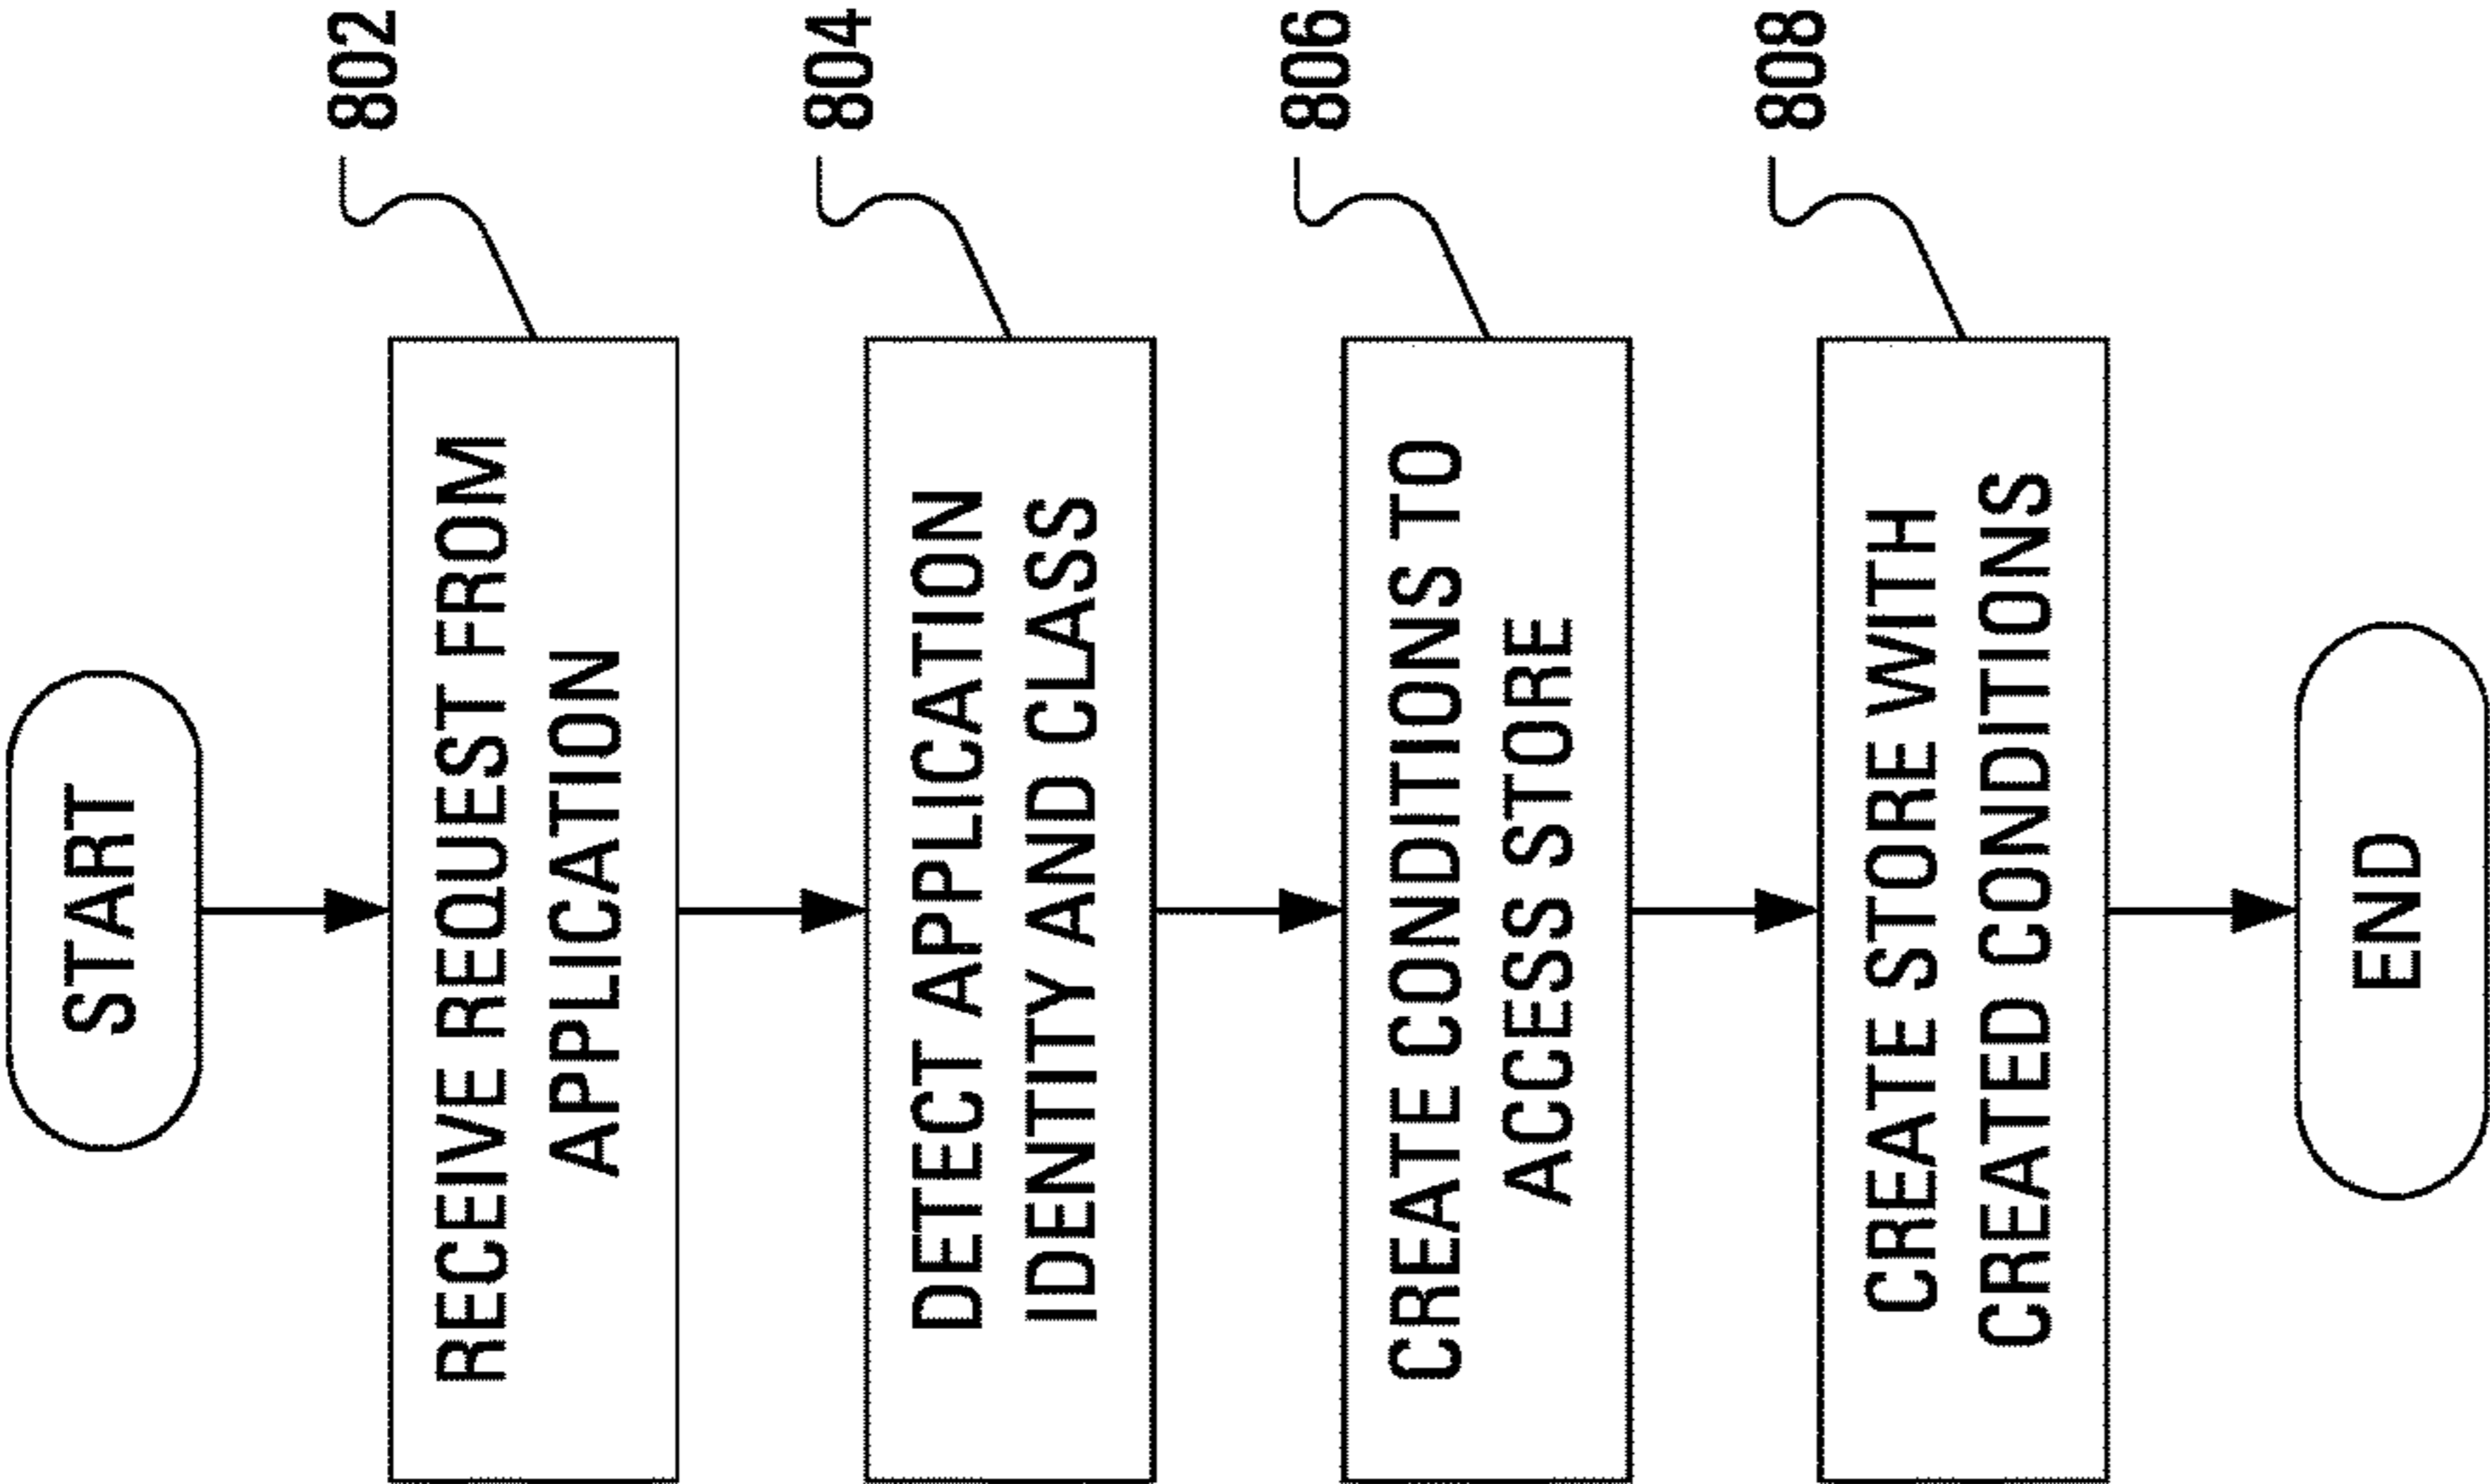 START
802
RECEIVE REQUEST FROM
APPLICATION
804
DETECT APPLICATION
IDENTITY AND CLASS
806
CREATE CONDITIONS TO
ACCESS STORE
808
CREATE STORE WITH
CREATED CONDITIONS
END